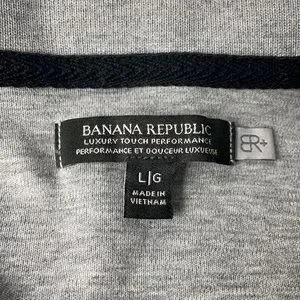 BANANA REPUBLIC
LUXURY TOUCH PERFORMANCE
PERFORMANCE ET DOUCEUR LUXUEUSE
BR+
L|G
MADE IN
VIETNAM